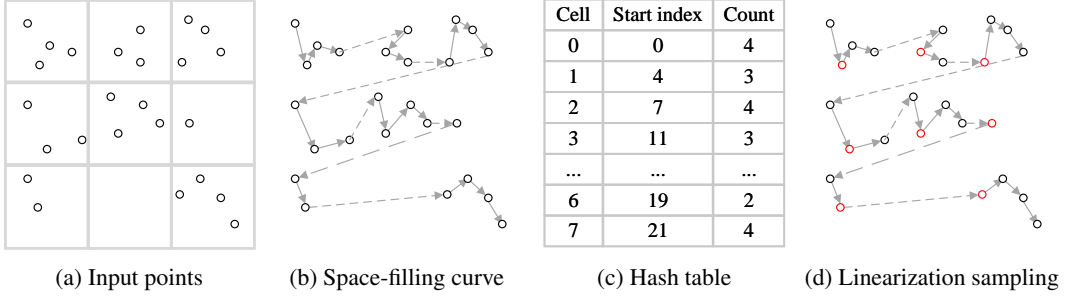 Cell Start index Count
0 0 4
1 4 3
2 7 4
3 11 3
... ... ...
6 19 2
7 21 4
(a) Input points (b) Space-filling curve (c) Hash table (d) Linearization sampling